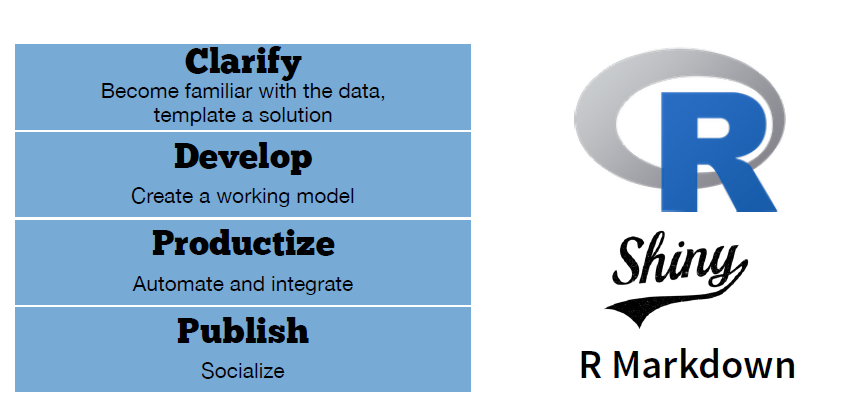 Clarify
Become familiar with the data,
template a solution
Develop
Create a working model
Productize
Automate and integrate
Publish
Socialize
R
Shiny
R Markdown